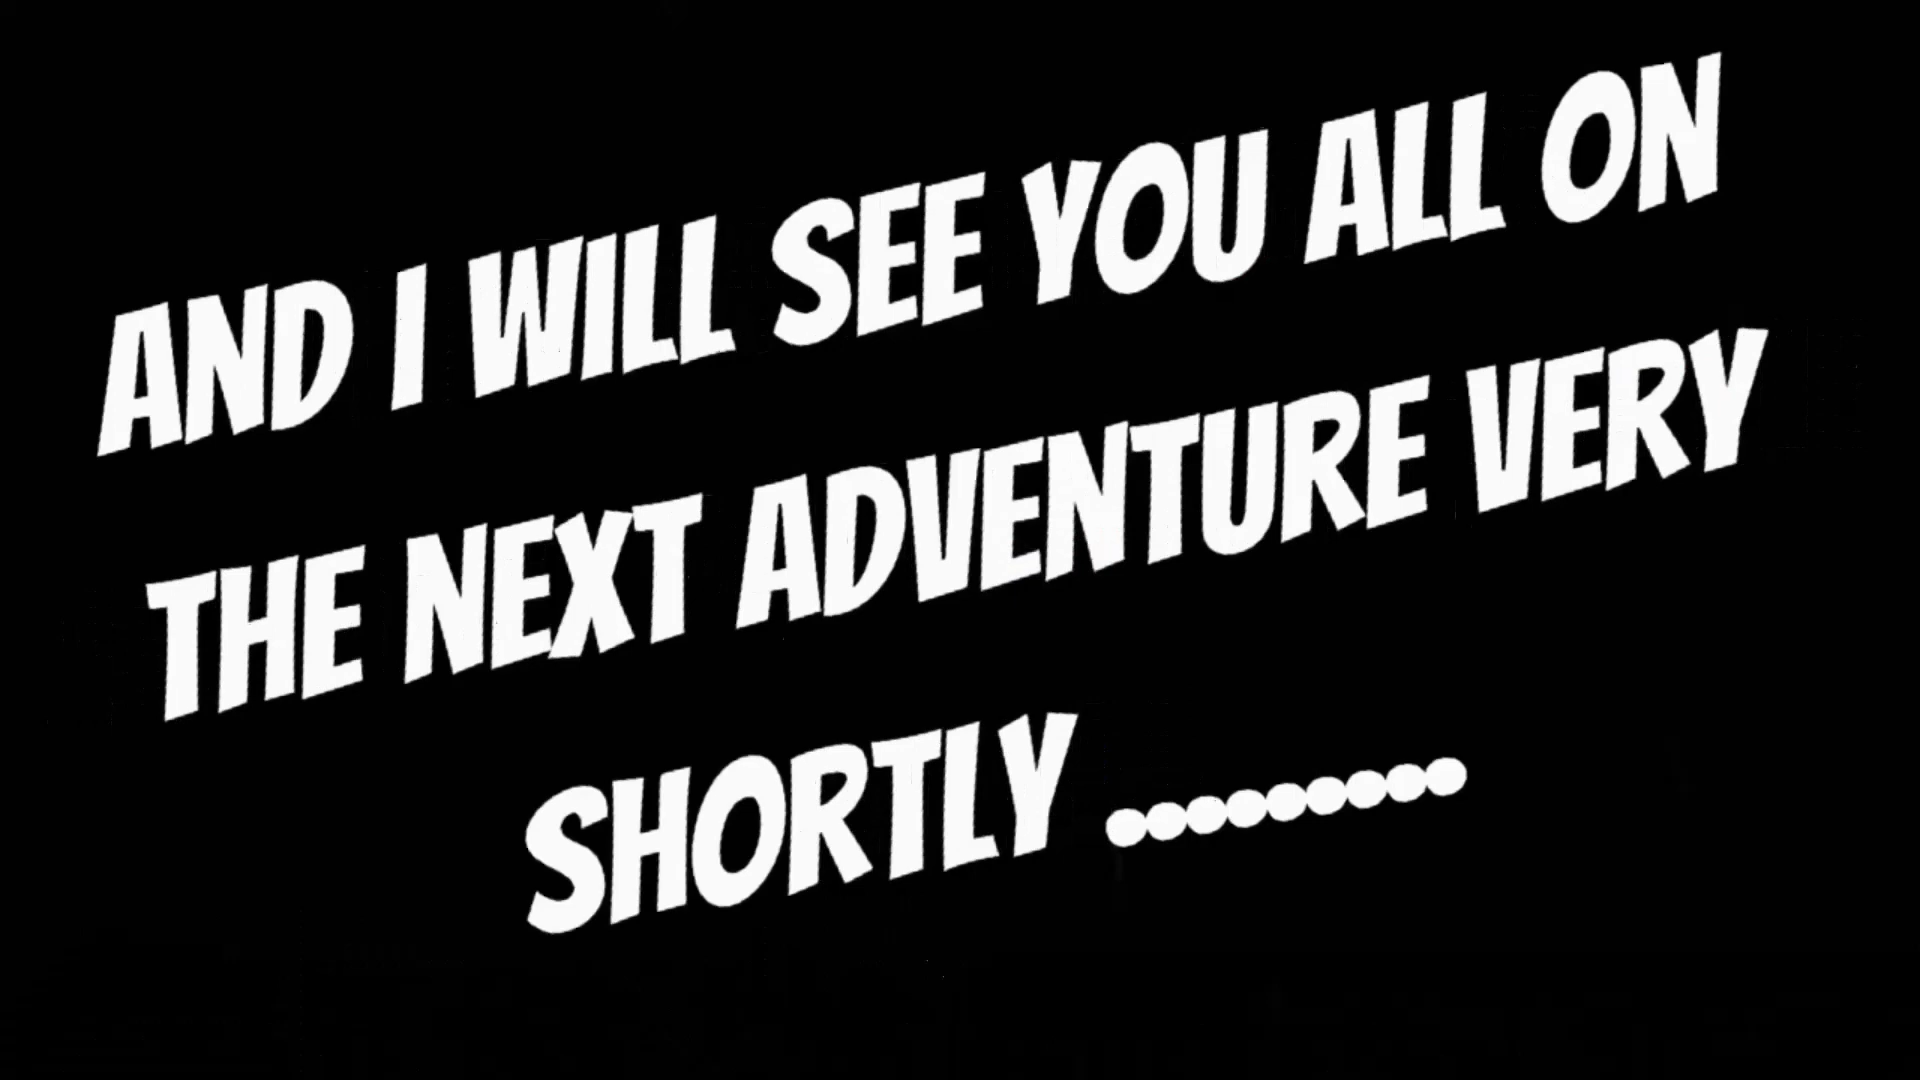 AND I WILL SEE YOU ALL ON
THE NEXT ADVENTURE VERY
SHORTLY .........